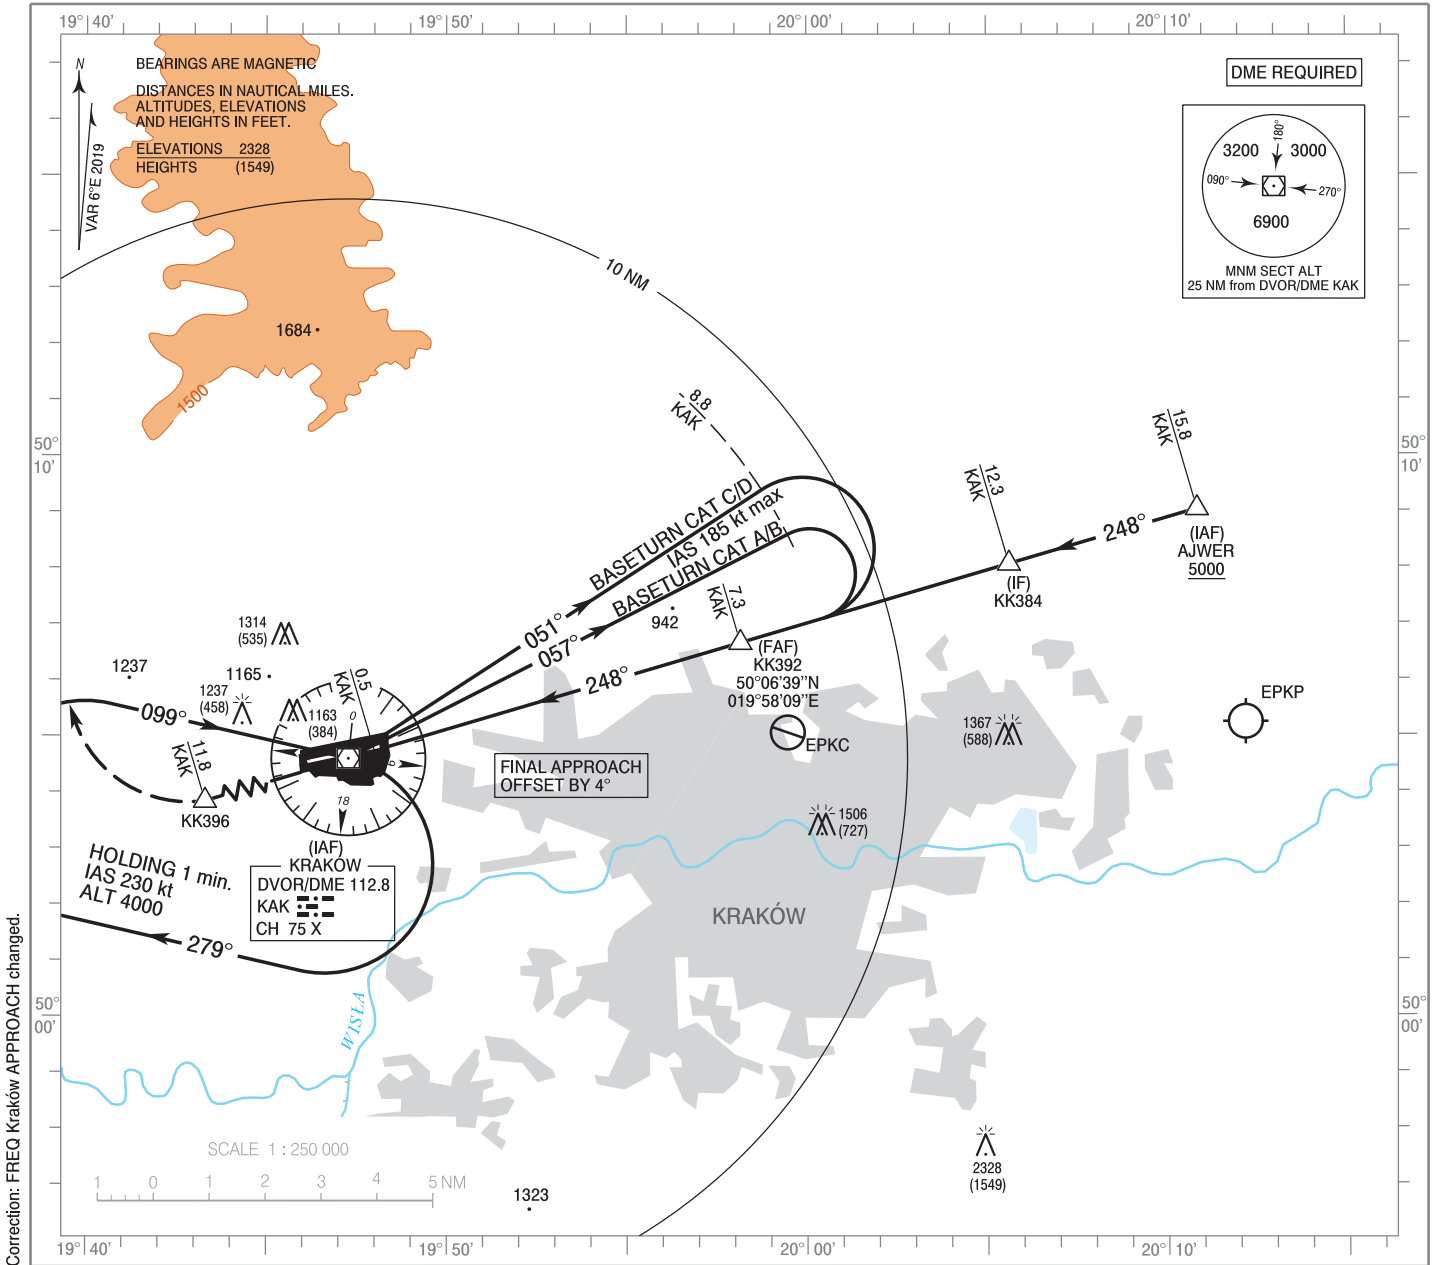 19° 40'
19° 50'
20° 00'
20° 10'
N
VAR 6°E 2019
BEARINGS ARE MAGNETIC
DISTANCES IN NAUTICAL MILES.
ALTITUDES, ELEVATIONS
AND HEIGHTS IN FEET.
ELEVATIONS 2328
HEIGHTS (1549)
DME REQUIRED
180°
3200 3000
090°
270°
6900
MNM SECT ALT
25 NM from DVOR/DME KAK
10 NM
1684
1500
50°
10'
50°
10'
8.8
KAK
15.8
KAK
12.3
KAK
BASETURN CAT C/D
IAS 185 kt max
BASETURN CAT A/B
248°
(IAF)
AJWER
5000
(IF)
KK384
7.3
KAK
942
051°
057°
248°
(FAF)
KK392
50°06'39"N
019°58'09"E
1314
(535)
1237
1165
1237
(458)
0.5
KAK
1163
(384)
0
099°
11.8
KAK
KK396
18
9
FINAL APPROACH
OFFSET BY 4°
EPKC
EPKP
1367
(588)
1506
(727)
HOLDING 1 min.
IAS 230 kt
ALT 4000
(IAF)
KRAKÓW
DVOR/DME 112.8
KAK
CH 75 X
279°
KRAKÓW
WISŁA
50°
00'
50°
00'
SCALE 1 : 250 000
1 0 1 2 3 4 5 NM
1323
2328
(1549)
19° 40'
19° 50'
20° 00'
20° 10'
Correction: FREQ Kraków APPROACH changed.